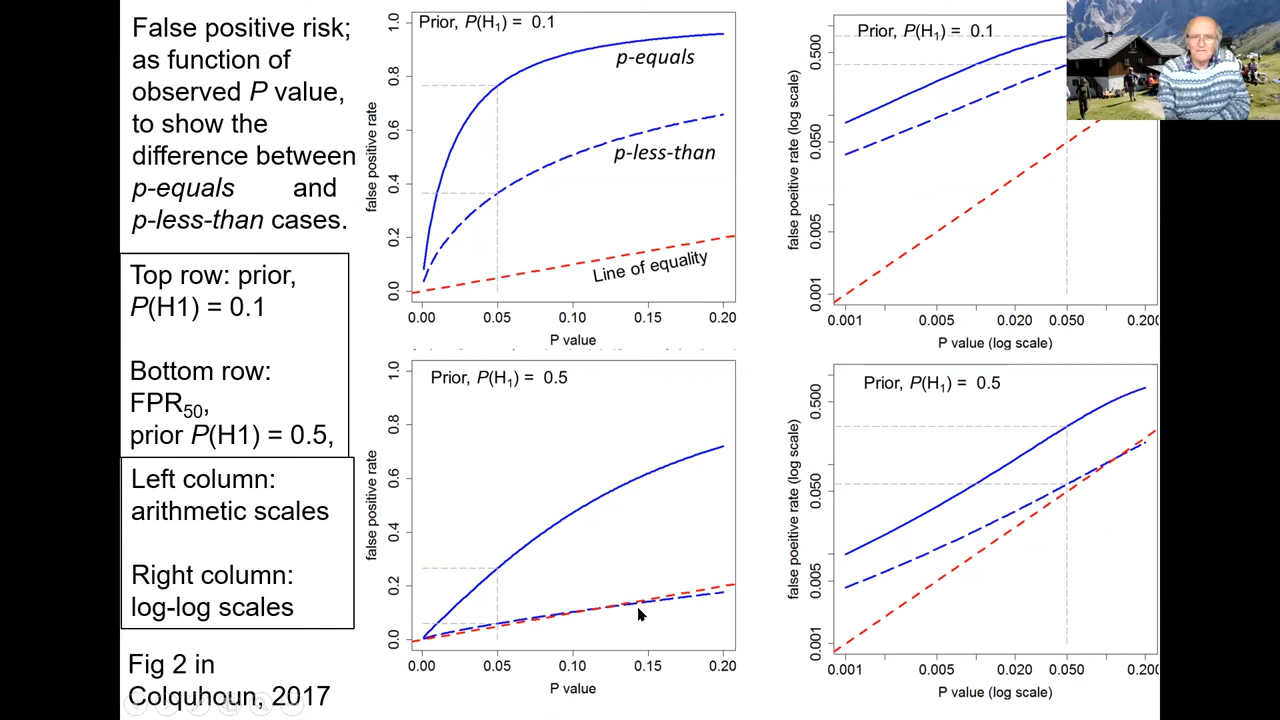 False positive risk;
as function of
observed P value,
to show the
difference between
p-equals and
p-less-than cases.
Top row: prior,
P(H1) = 0.1
Bottom row:
FPR50,
prior P(H1) = 0.5,
Left column:
arithmetic scales
Right column:
log-log scales
Fig 2 in
Colquhoun, 2017
Prior, P(H1) = 0.1
p-equals
p-less-than
Line of equality
false positive rate
0.0 0.2 0.4 0.6 0.8 1.0
0.00 0.05 0.10 0.15 0.20
P value
Prior, P(H1) = 0.1
false poeitive rate (log scale)
0.001 0.005 0.050 0.500
0.001 0.005 0.020 0.050 0.200
P value (log scale)
Prior, P(H1) = 0.5
false positive rate
0.0 0.2 0.4 0.6 0.8 1.0
0.00 0.05 0.10 0.15 0.20
P value
Prior, P(H1) = 0.5
false poeitive rate (log scale)
0.001 0.005 0.050 0.500
0.001 0.005 0.020 0.050 0.200
P value (log scale)